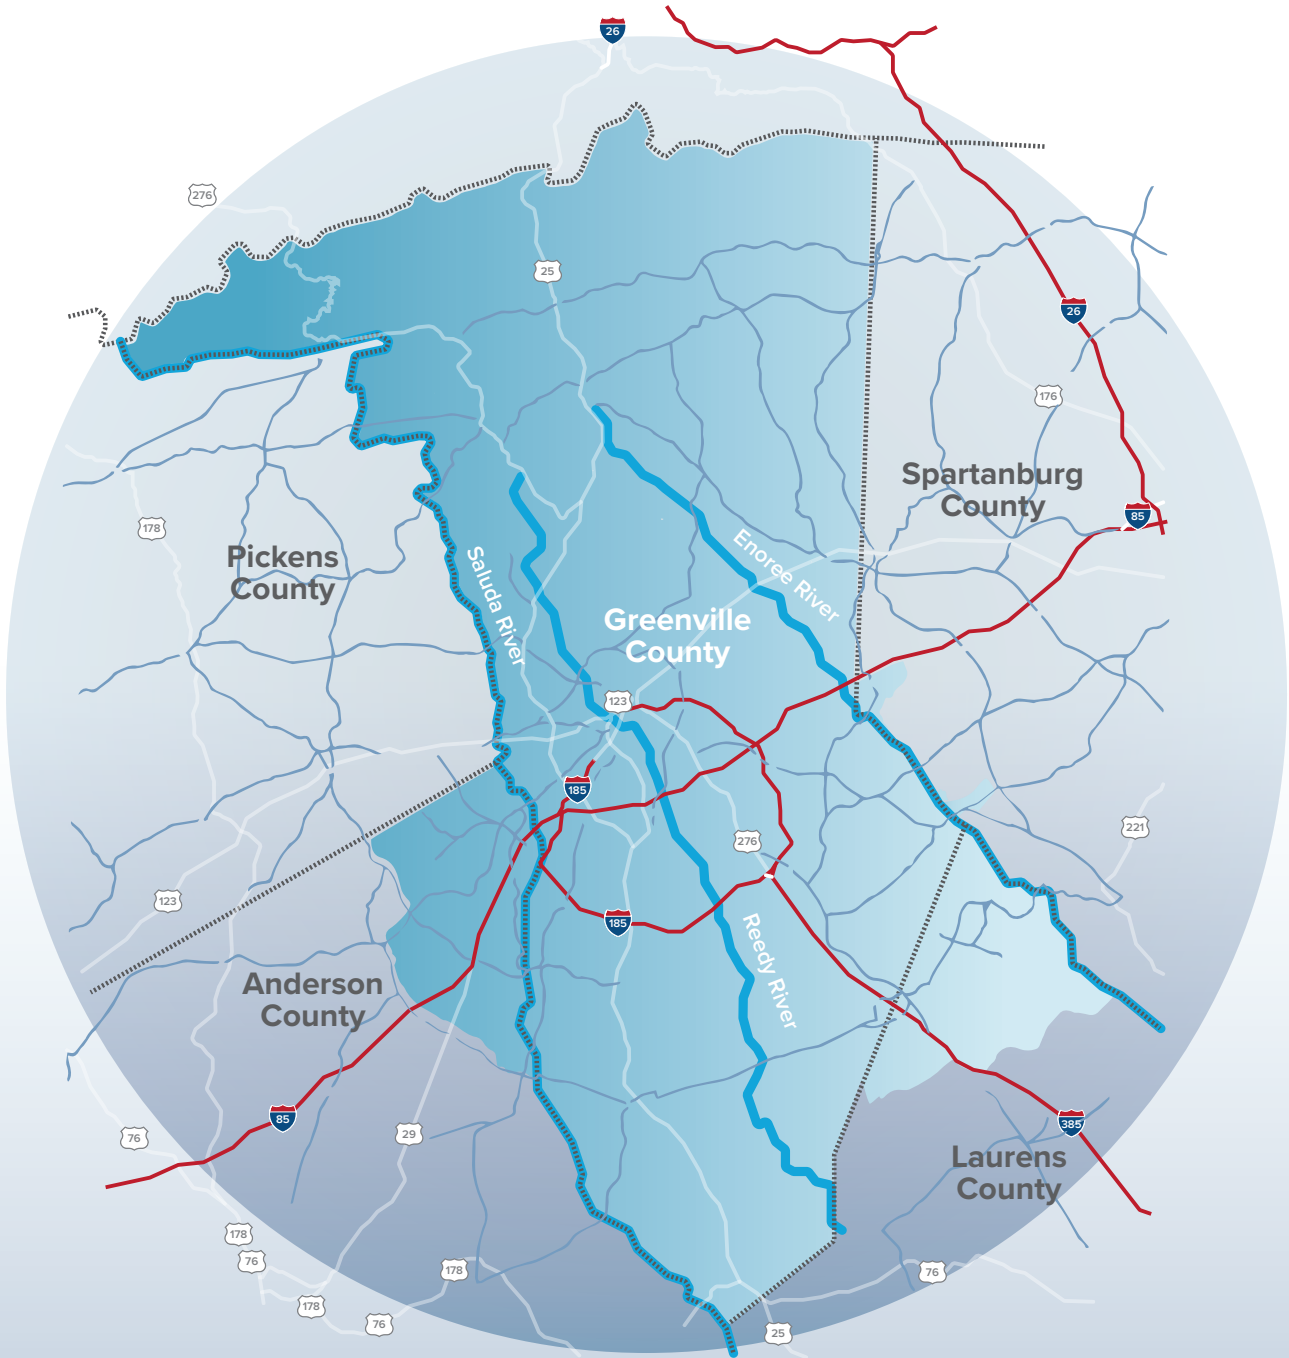 26
276
25
26
176
Spartanburg
County
85
178
Pickens
County
Saluda River
Enoree River
Greenville
County
123
185
276
221
123
185
Reedy River
Anderson
County
85
76
29
385
Laurens
County
178
76
178
76
178
76
25